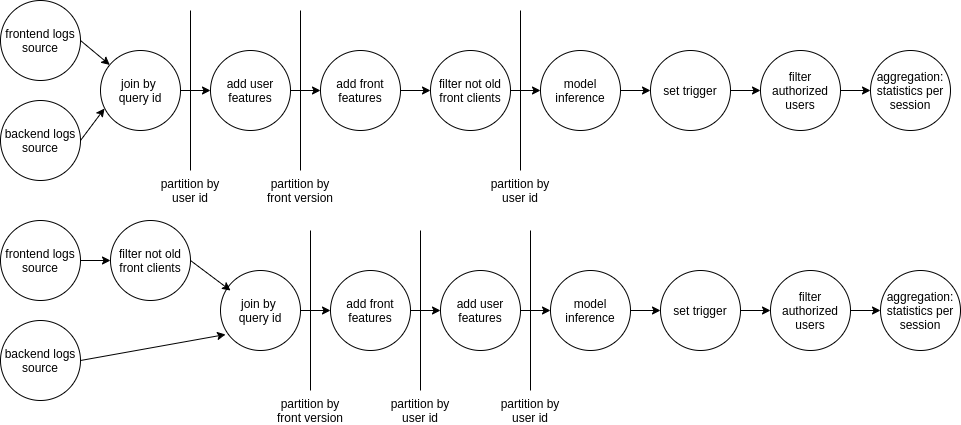 frontend logs
source
backend logs
source
join by
query id
add user
features
add front
features
filter not old
front clients
model
inference
set trigger
filter
authorized
users
aggregation:
statistics per
session
partition by
user id
partition by
front version
partition by
user id
frontend logs
source
filter not old
front clients
backend logs
source
join by
query id
add front
features
add user
features
model
inference
set trigger
filter
authorized
users
aggregation:
statistics per
session
partition by
front version
partition by
user id
partition by
user id